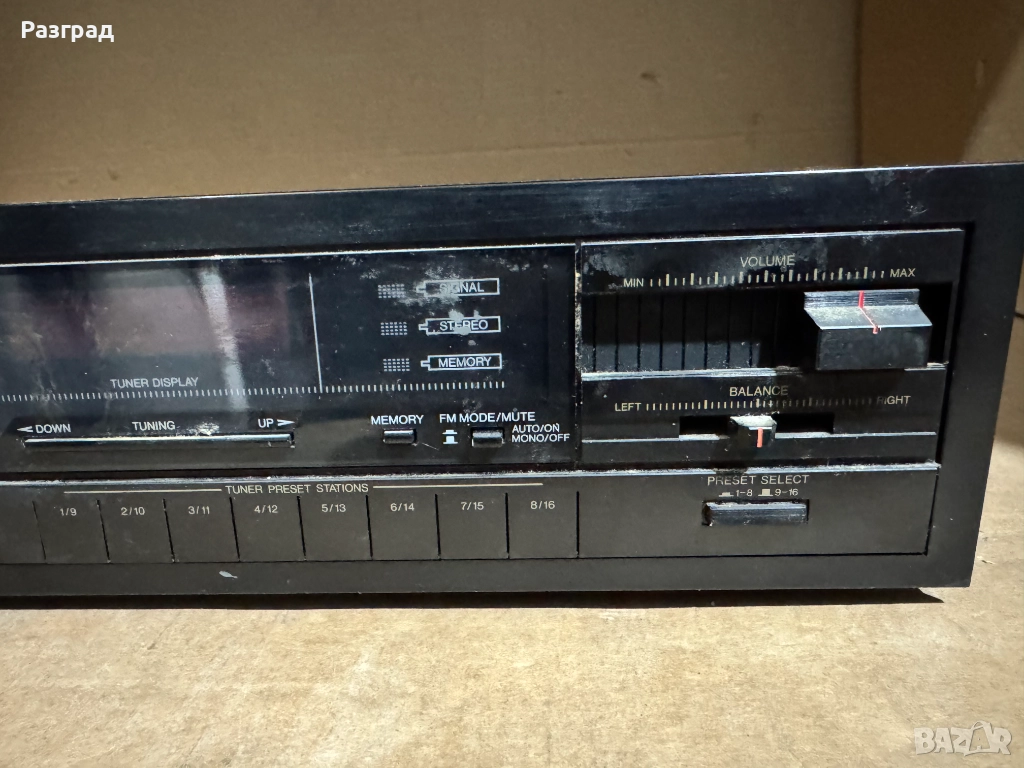 Разград
VOLUME
MIN MAX
SIGNAL
STEREO
MEMORY
TUNER DISPLAY
BALANCE
LEFT RIGHT
DOWN TUNING UP
MEMORY FM MODE/MUTE
AUTO/ON
MONO/OFF
PRESET SELECT
1-8 9-16
TUNER PRESET STATIONS
1/9 2/10 3/11 4/12 5/13 6/14 7/15 8/16
BAZAR